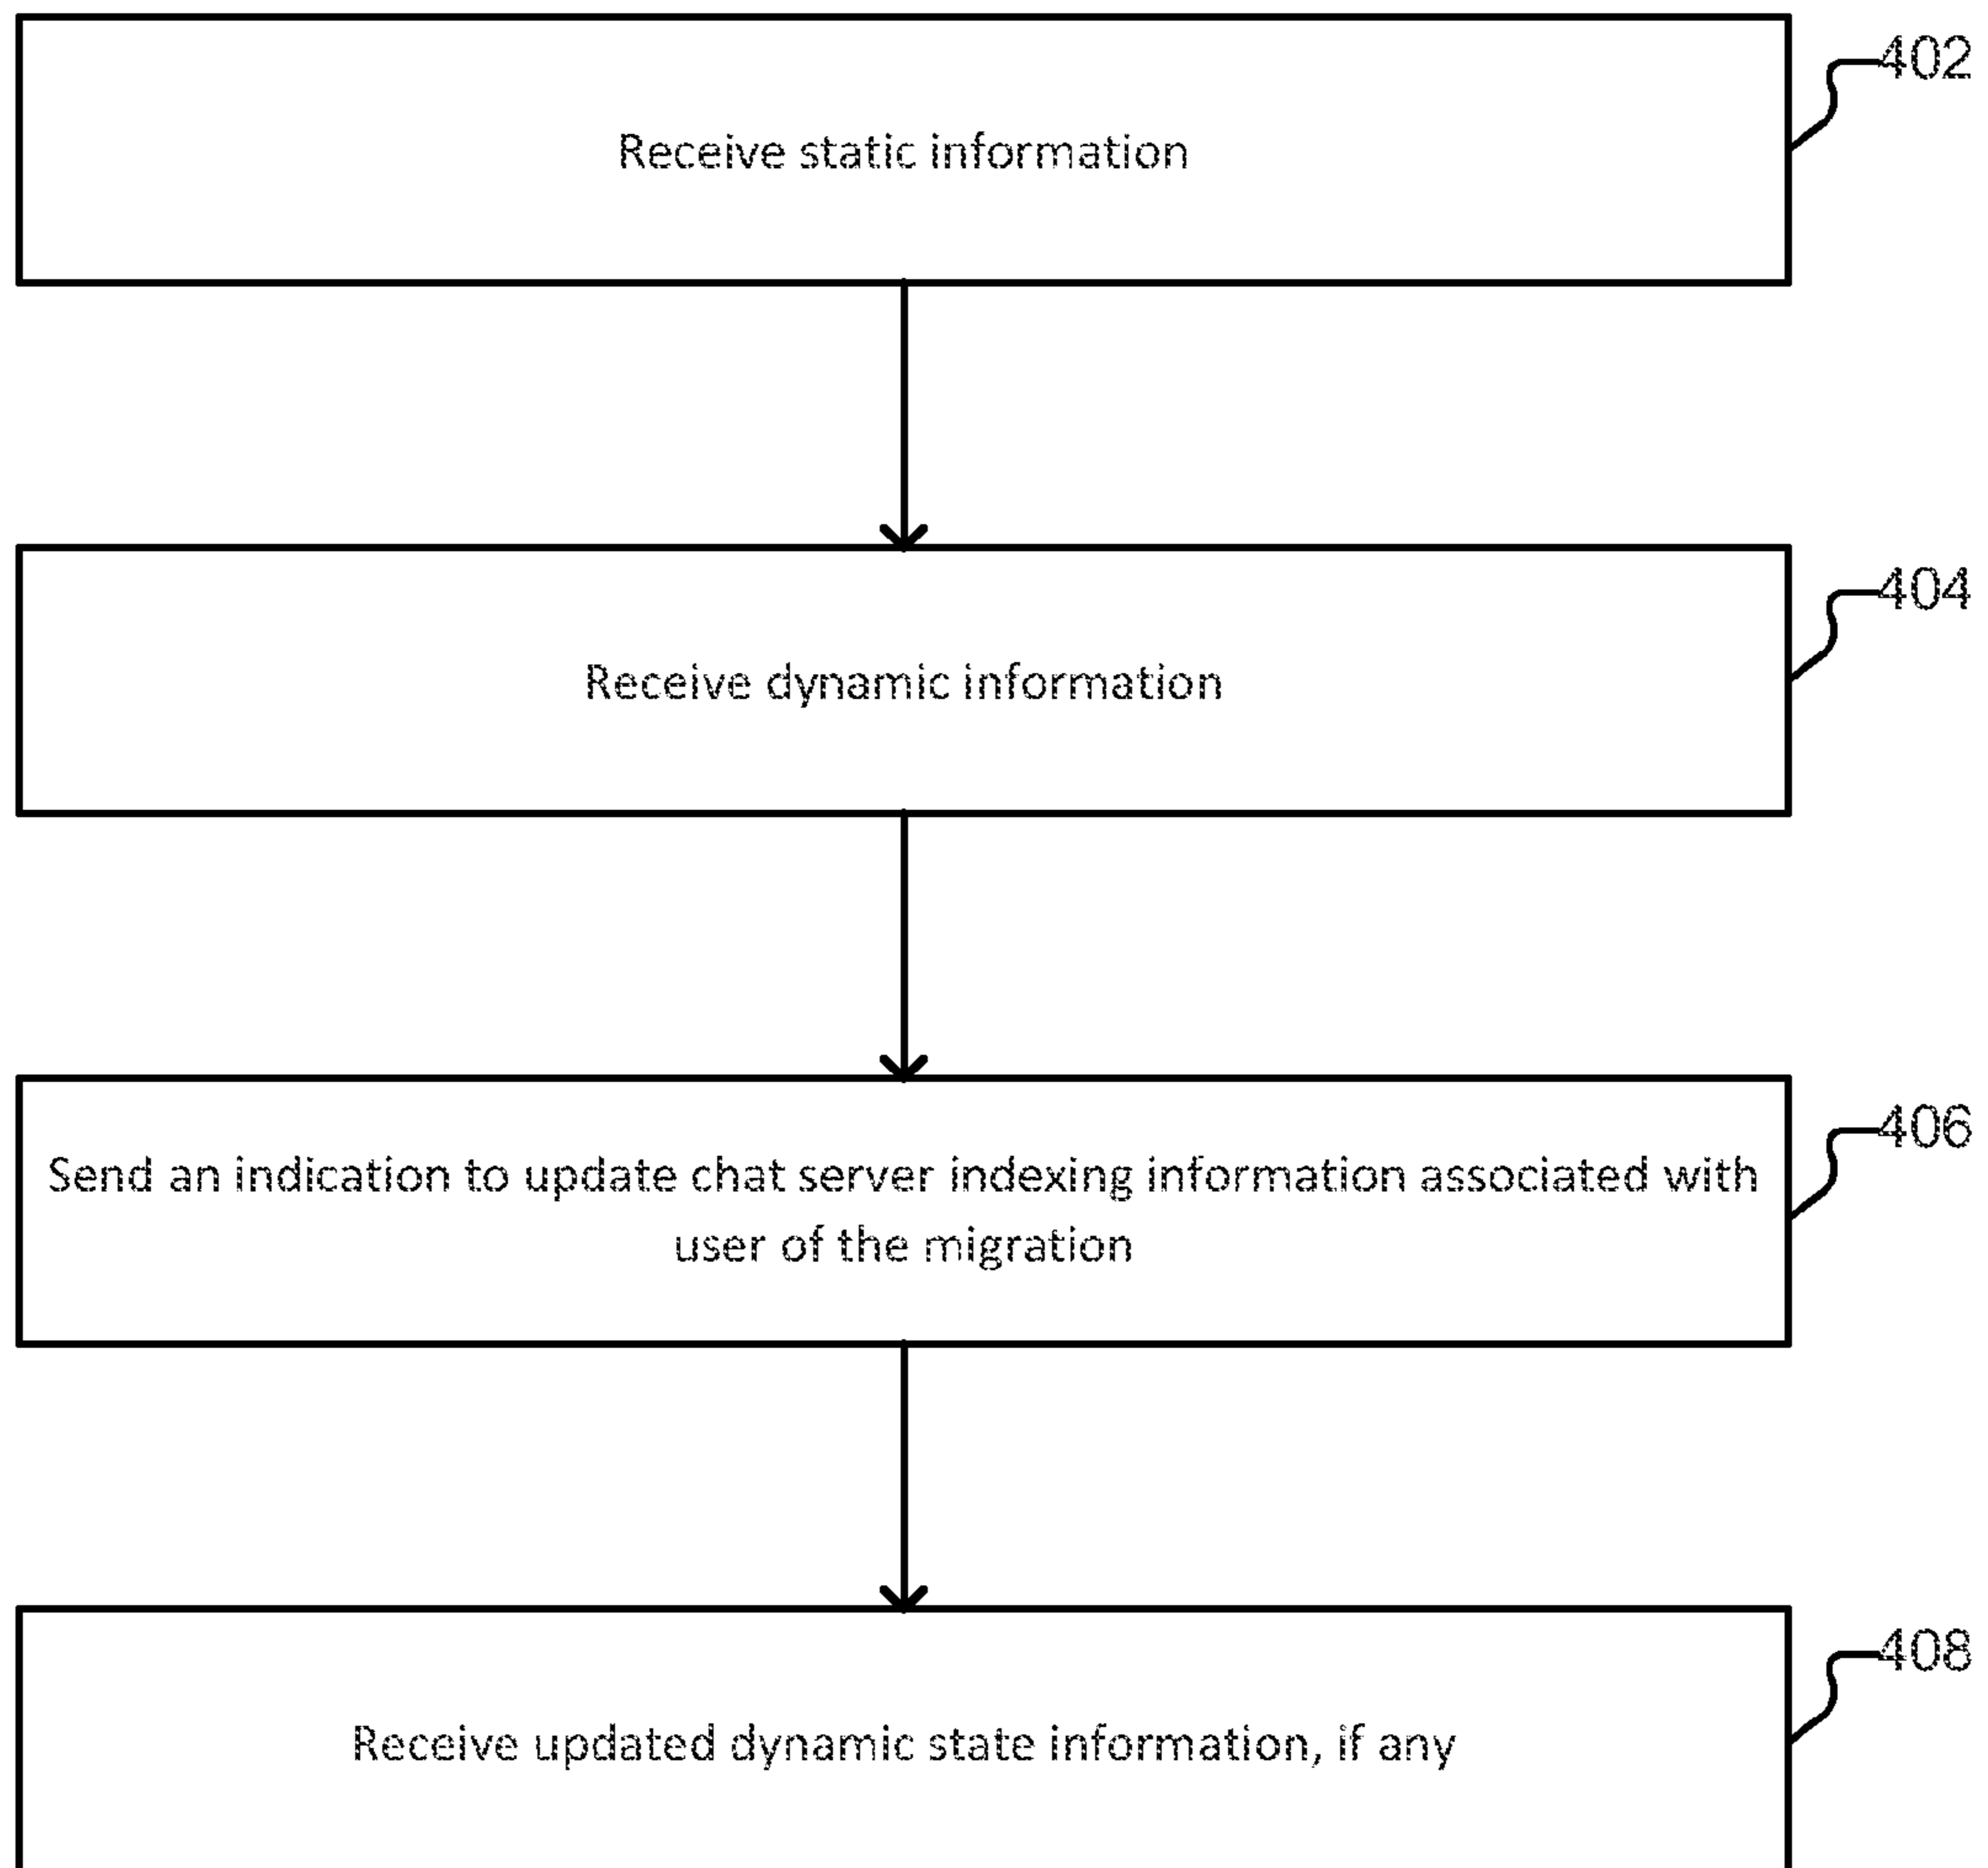 402
Receive static information
404
Receive dynamic information
406
Send an indication to update chat server indexing information associated with
user of the migration
408
Receive updated dynamic state information, if any